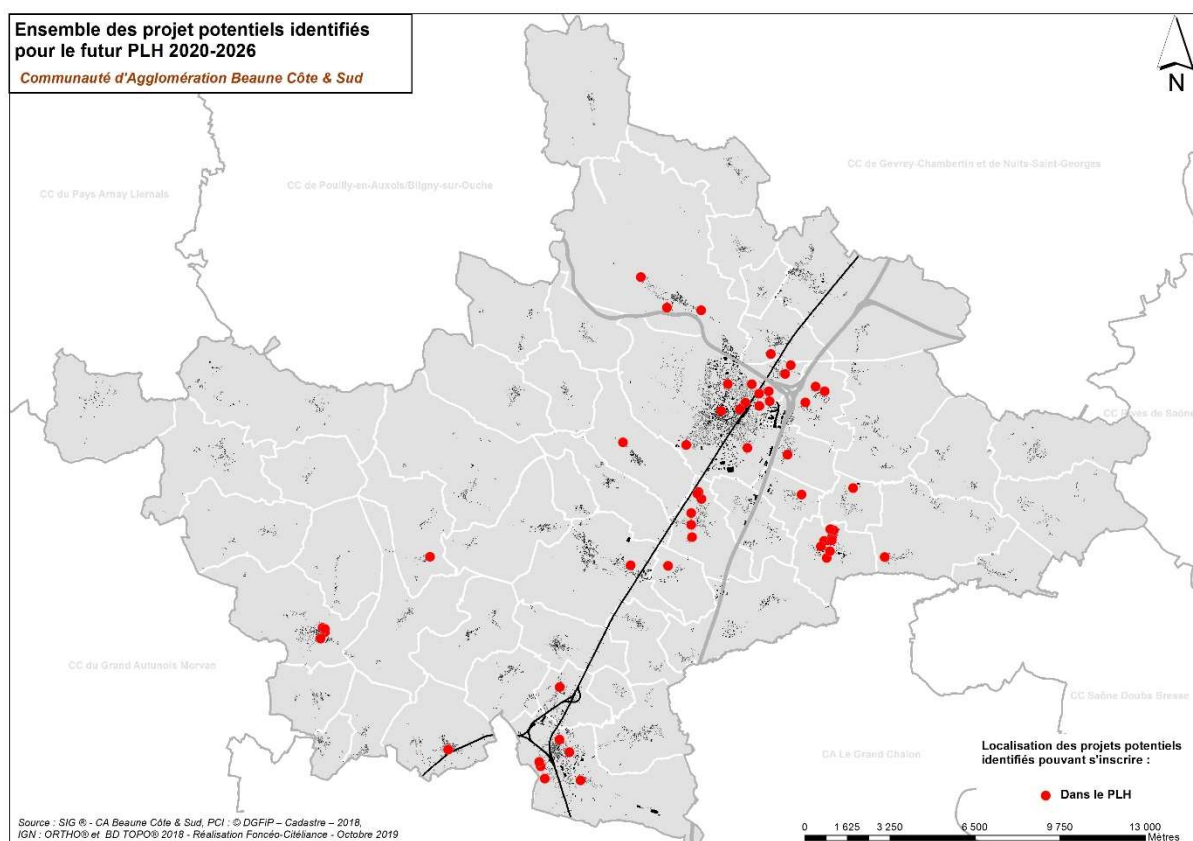 Ensemble des projet potentiels identifiés
pour le futur PLH 2020-2026
Communauté d'Agglomération Beaune Côte & Sud
N
CC de Gevrey-Chambertin et de Nuits-Saint-Georges
CC de Pouilly-en-Auxois/Bligny-sur-Ouche
CC de Pays Arnay Liernais
CC Rives de Saône
CC du Grand Autunois Morvan
CC Saône Doubs Bresse
CA Le Grand Chalon
Localisation des projets potentiels
identifiés pouvant s'inscrire :
Dans le PLH
Source : SIG ® - CA Beaune Côte & Sud, PCI : © DGFiP – Cadastre – 2018,
IGN : ORTHO® et BD TOPO® 2018 - Réalisation Foncéo-Citéliance - Octobre 2019
0 1 625 3 250 6 500 9 750 13 000
Mètres